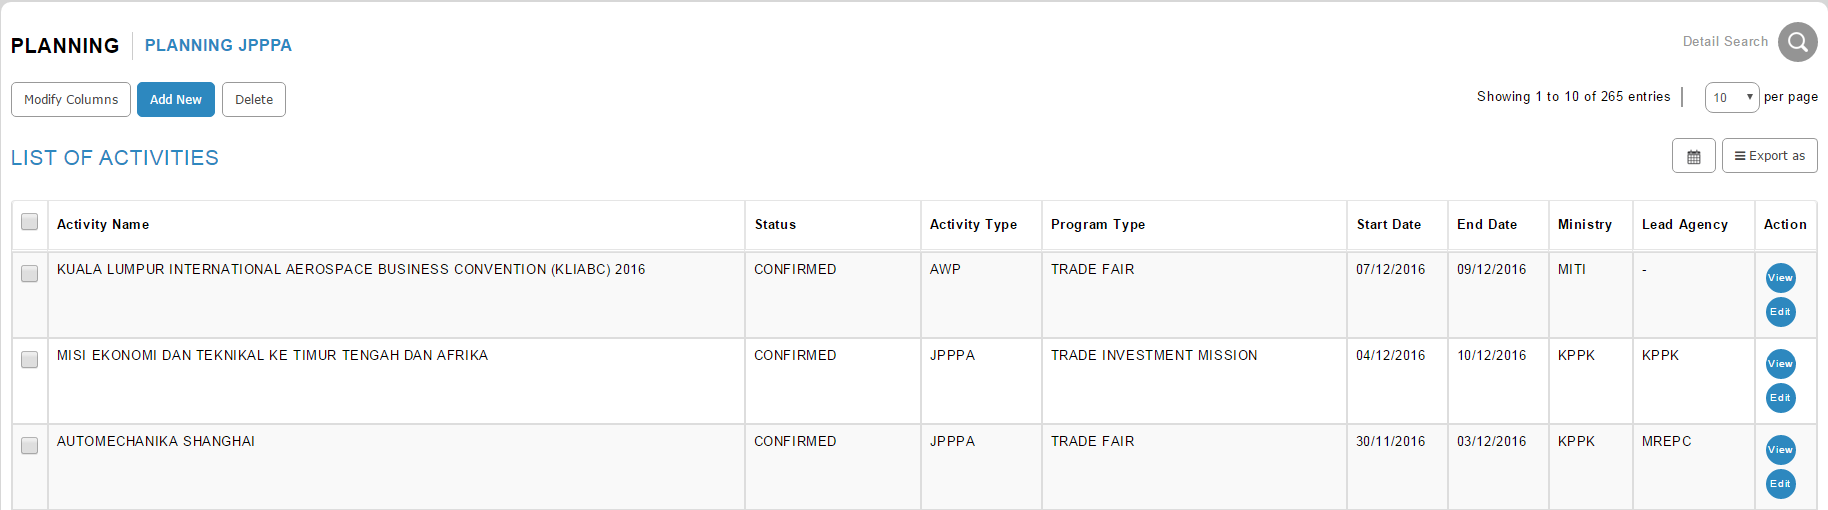 PLANNING PLANNING JPPPA
Detail Search
Modify Columns Add New Delete
Showing 1 to 10 of 265 entries 10 per page
LIST OF ACTIVITIES
Export as
Activity Name Status Activity Type Program Type Start Date End Date Ministry Lead Agency Action
KUALA LUMPUR INTERNATIONAL AEROSPACE BUSINESS CONVENTION (KLIABC) 2016 CONFIRMED AWP TRADE FAIR 07/12/2016 09/12/2016 MITI -
View
Edit
MISI EKONOMI DAN TEKNIKAL KE TIMUR TENGAH DAN AFRIKA CONFIRMED JPPPA TRADE INVESTMENT MISSION 04/12/2016 10/12/2016 KPPK KPPK
View
Edit
AUTOMECHANIKA SHANGHAI CONFIRMED JPPPA TRADE FAIR 30/11/2016 03/12/2016 KPPK MREPC
View
Edit